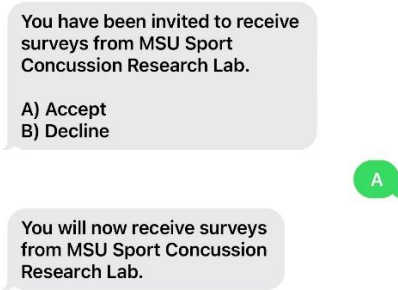 You have been invited to receive
surveys from MSU Sport
Concussion Research Lab.
A) Accept
B) Decline
A
You will now receive surveys
from MSU Sport Concussion
Research Lab.